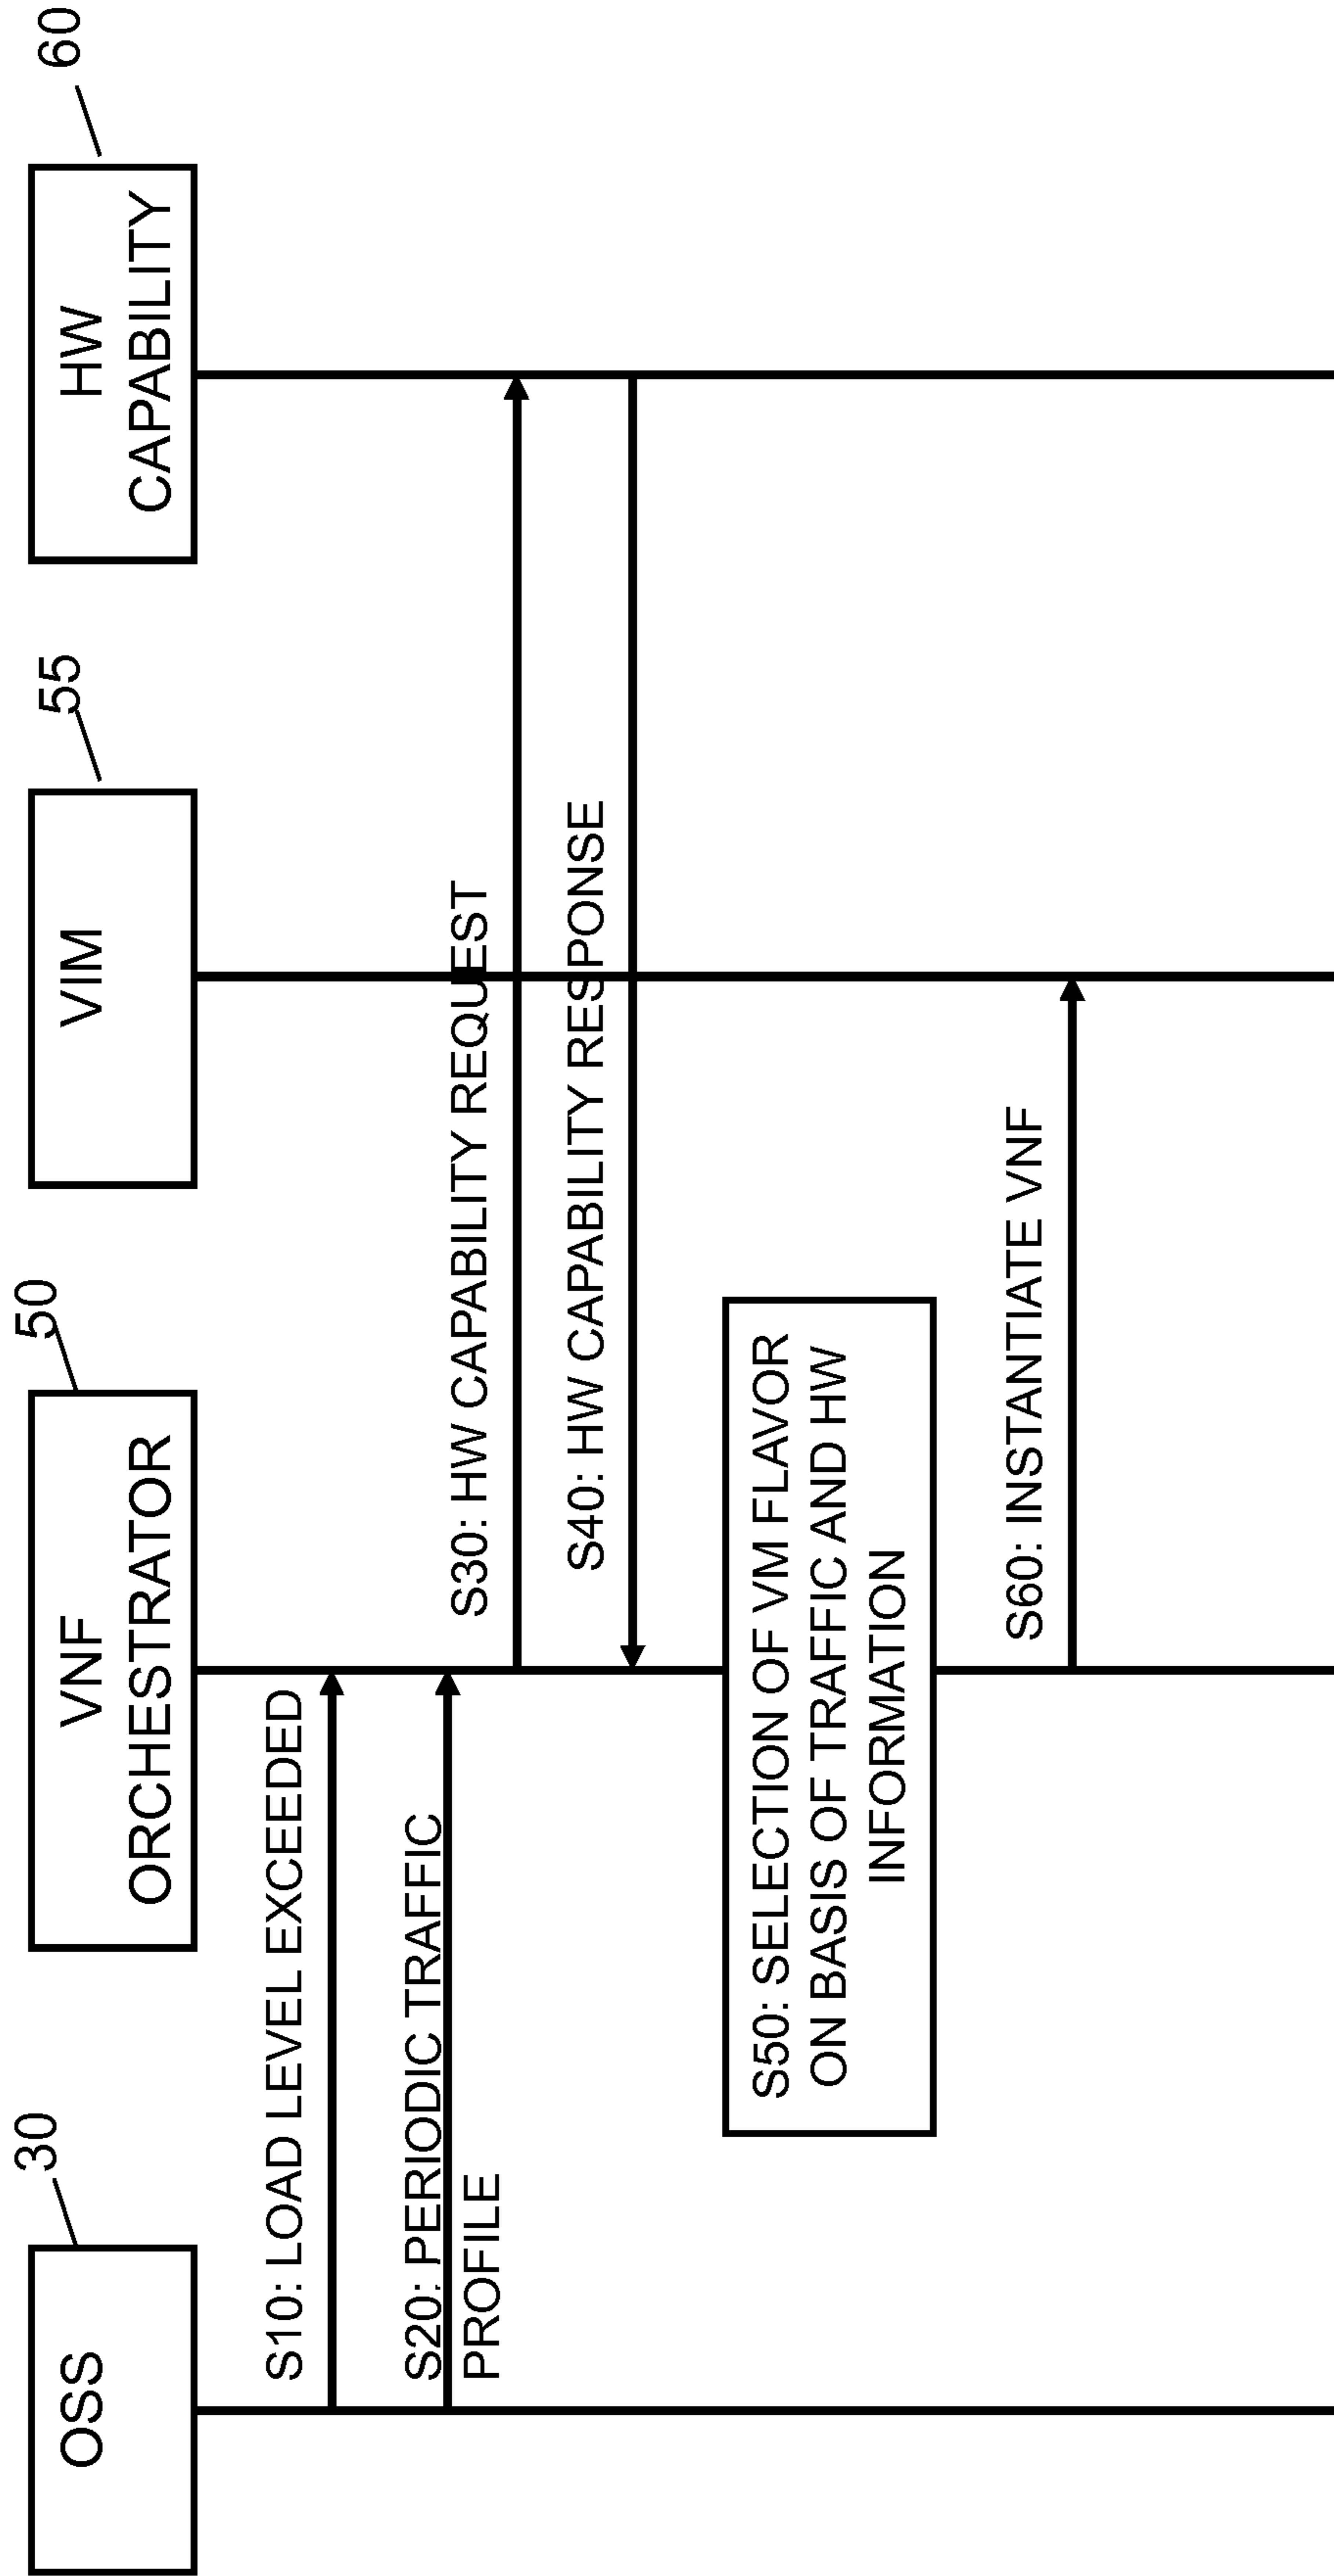 30
50
55
60
OSS
VNF
ORCHESTRATOR
VIM
HW
CAPABILITY
S10: LOAD LEVEL EXCEEDED
S20: PERIODIC TRAFFIC
PROFILE
S30: HW CAPABILITY REQUEST
S40: HW CAPABILITY RESPONSE
S50: SELECTION OF VM FLAVOR
ON BASIS OF TRAFFIC AND HW
INFORMATION
S60: INSTANTIATE VNF